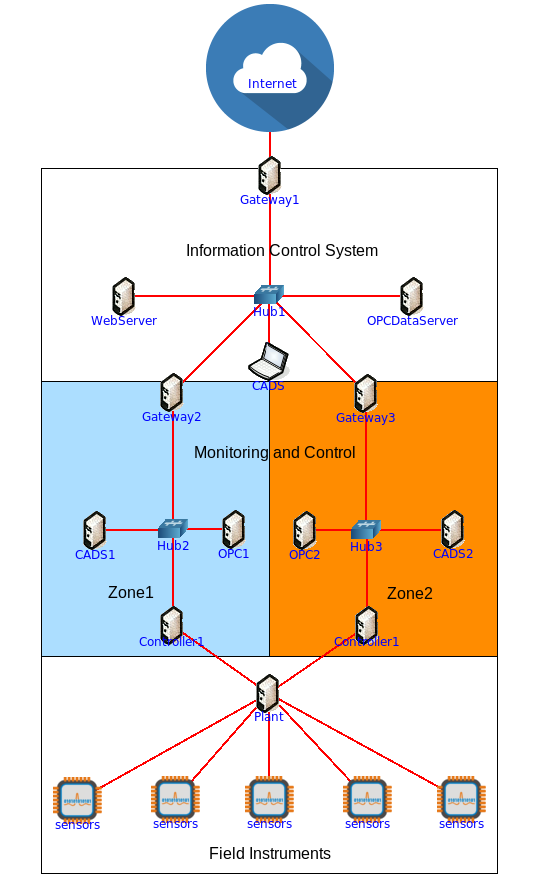 Internet
Gateway1
Information Control System
WebServer
Hub1
OPCDataServer
CADS
Gateway2
Gateway3
Monitoring and Control
CADS1
Hub2
OPC1
OPC2
Hub3
CADS2
Zone1
Zone2
Controller1
Controller1
Plant
sensors
sensors
sensors
sensors
sensors
Field Instruments